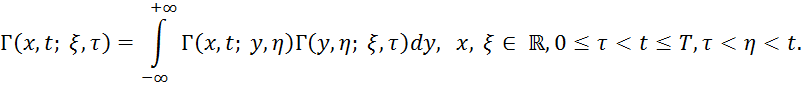 Γ(x, t; ξ, τ) = ∫_{−∞}^{+∞} Γ(x, t; y, η)Γ(y, η; ξ, τ)dy, x, ξ ∈ ℝ, 0 ≤ τ < t ≤ T, τ < η < t.